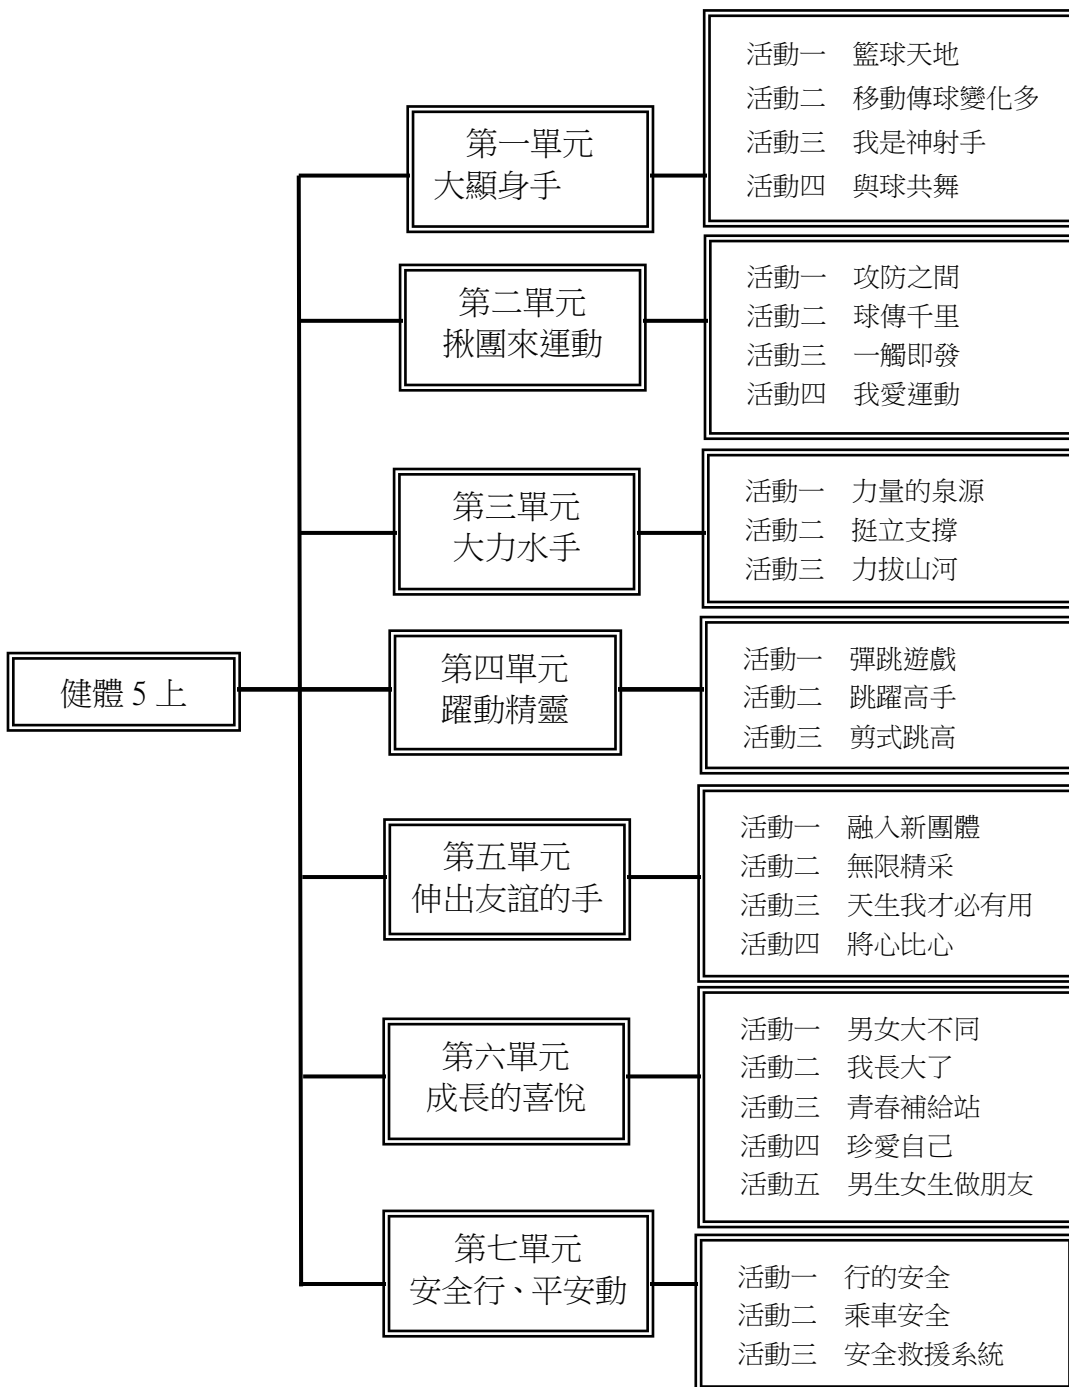 健體 5 上
第一單元
大顯身手
活動一　籃球天地
活動二　移動傳球變化多
活動三　我是神射手
活動四　與球共舞
第二單元
揪團來運動
活動一　攻防之間
活動二　球傳千里
活動三　一觸即發
活動四　我愛運動
第三單元
大力水手
活動一　力量的泉源
活動二　挺立支撐
活動三　力拔山河
第四單元
躍動精靈
活動一　彈跳遊戲
活動二　跳躍高手
活動三　剪式跳高
第五單元
伸出友誼的手
活動一　融入新團體
活動二　無限精采
活動三　天生我才必有用
活動四　將心比心
第六單元
成長的喜悅
活動一　男女大不同
活動二　我長大了
活動三　青春補給站
活動四　珍愛自己
活動五　男生女生做朋友
第七單元
安全行、平安動
活動一　行的安全
活動二　乘車安全
活動三　安全救援系統